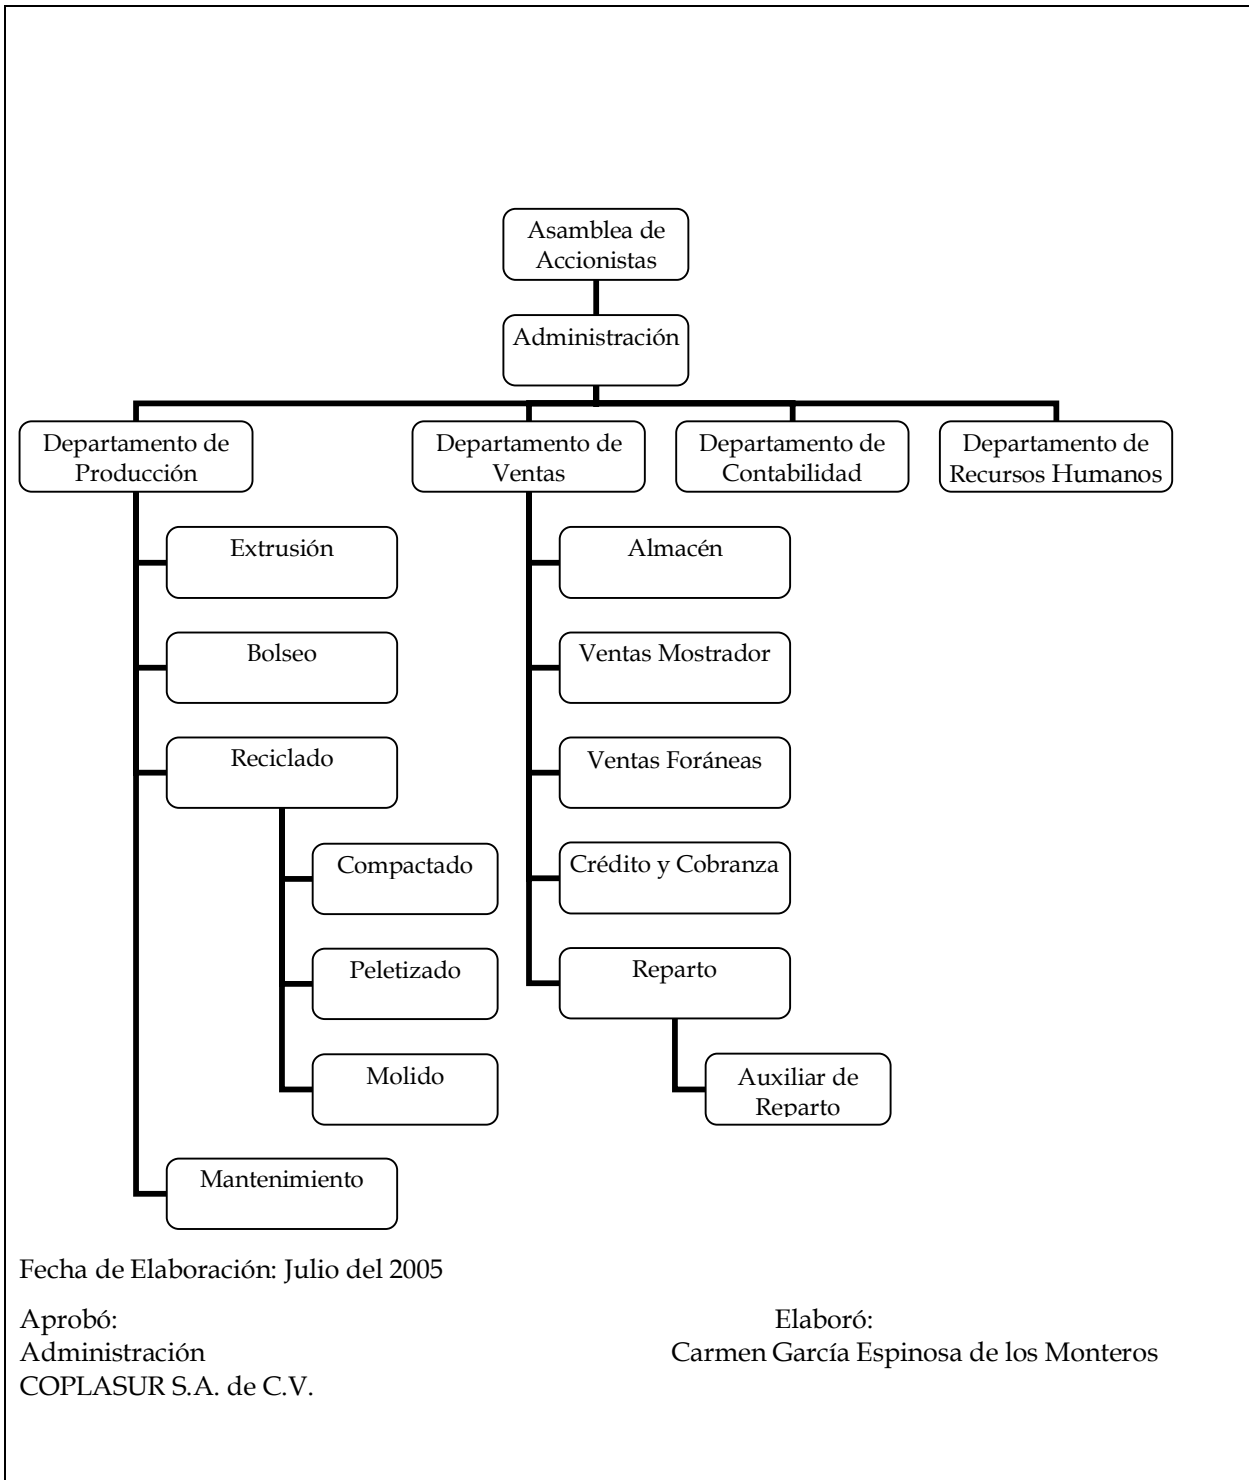 Asamblea de
Accionistas
Administración
Departamento de
Producción
Departamento de
Ventas
Departamento de
Contabilidad
Departamento de
Recursos Humanos
Extrusión
Almacén
Bolseo
Ventas Mostrador
Reciclado
Ventas Foráneas
Compactado
Crédito y Cobranza
Peletizado
Reparto
Molido
Auxiliar de
Reparto
Mantenimiento
Fecha de Elaboración: Julio del 2005
Aprobó:
Elaboró:
Administración
Carmen García Espinosa de los Monteros
COPLASUR S.A. de C.V.